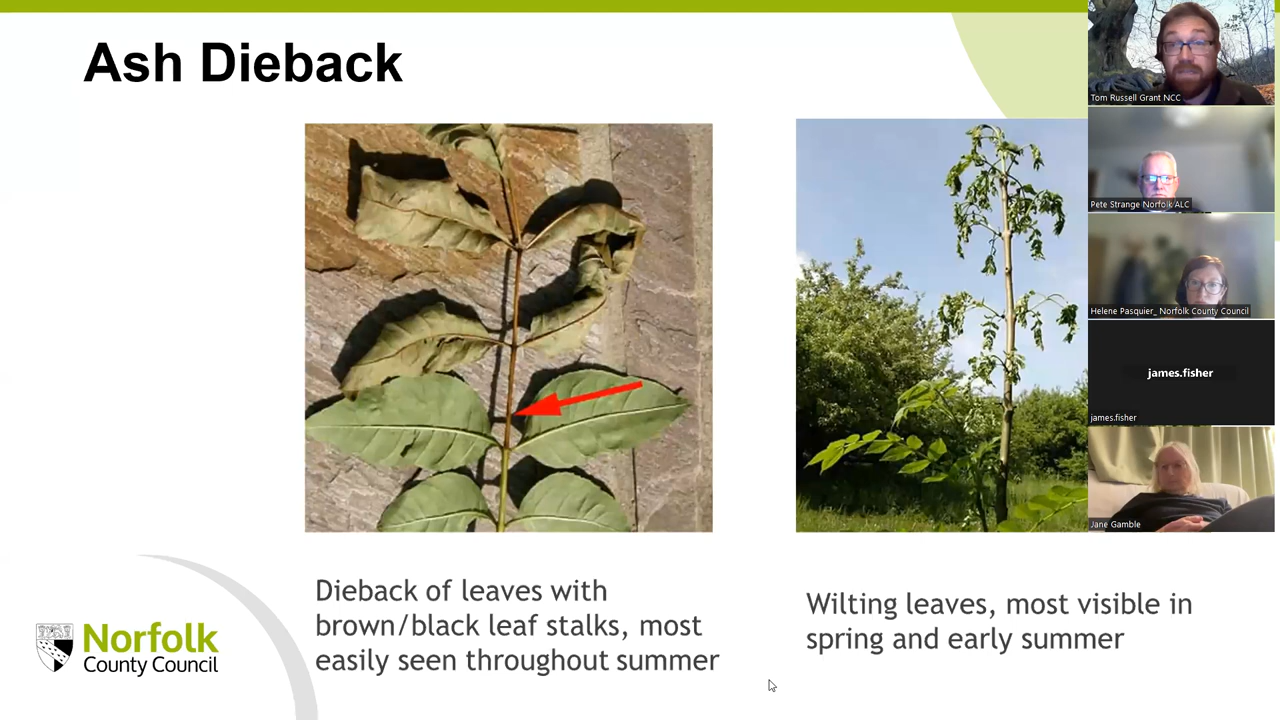 Ash Dieback
Dieback of leaves with
brown/black leaf stalks, most
easily seen throughout summer
Wilting leaves, most visible in
spring and early summer
Norfolk
County Council
Tom Russell Grant NCC
Pete Strange Norfolk ALC
Helene Pasquier_ Norfolk County Council
james.fisher
james.fisher
Jane Gamble